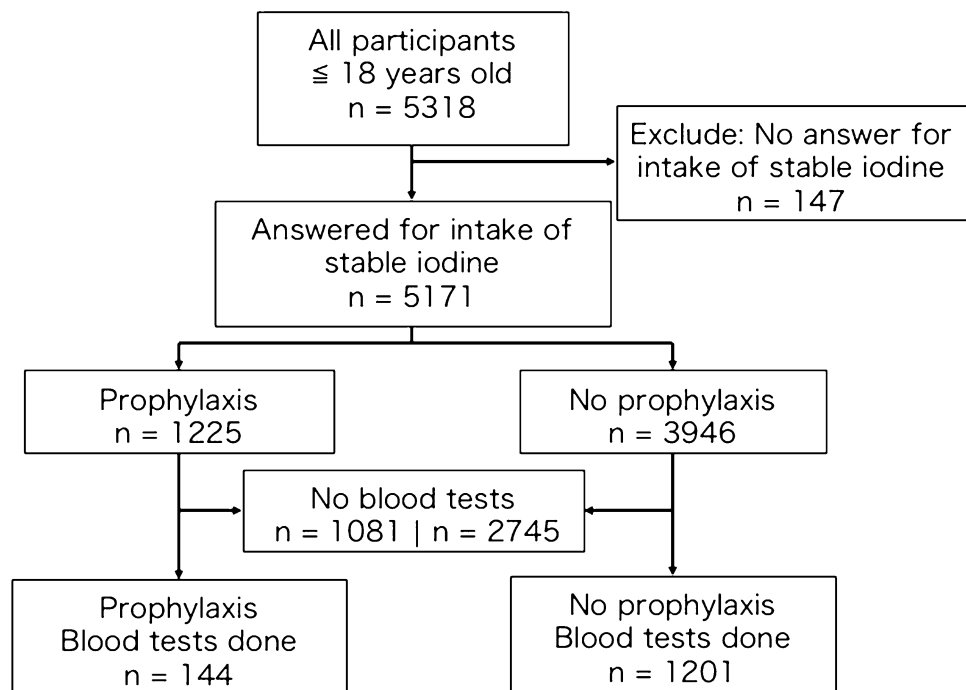 All participants
≦ 18 years old
n = 5318
Exclude: No answer for
intake of stable iodine
n = 147
Answered for intake of
stable iodine
n = 5171
Prophylaxis
n = 1225
No prophylaxis
n = 3946
No blood tests
n = 1081 | n = 2745
Prophylaxis
Blood tests done
n = 144
No prophylaxis
Blood tests done
n = 1201